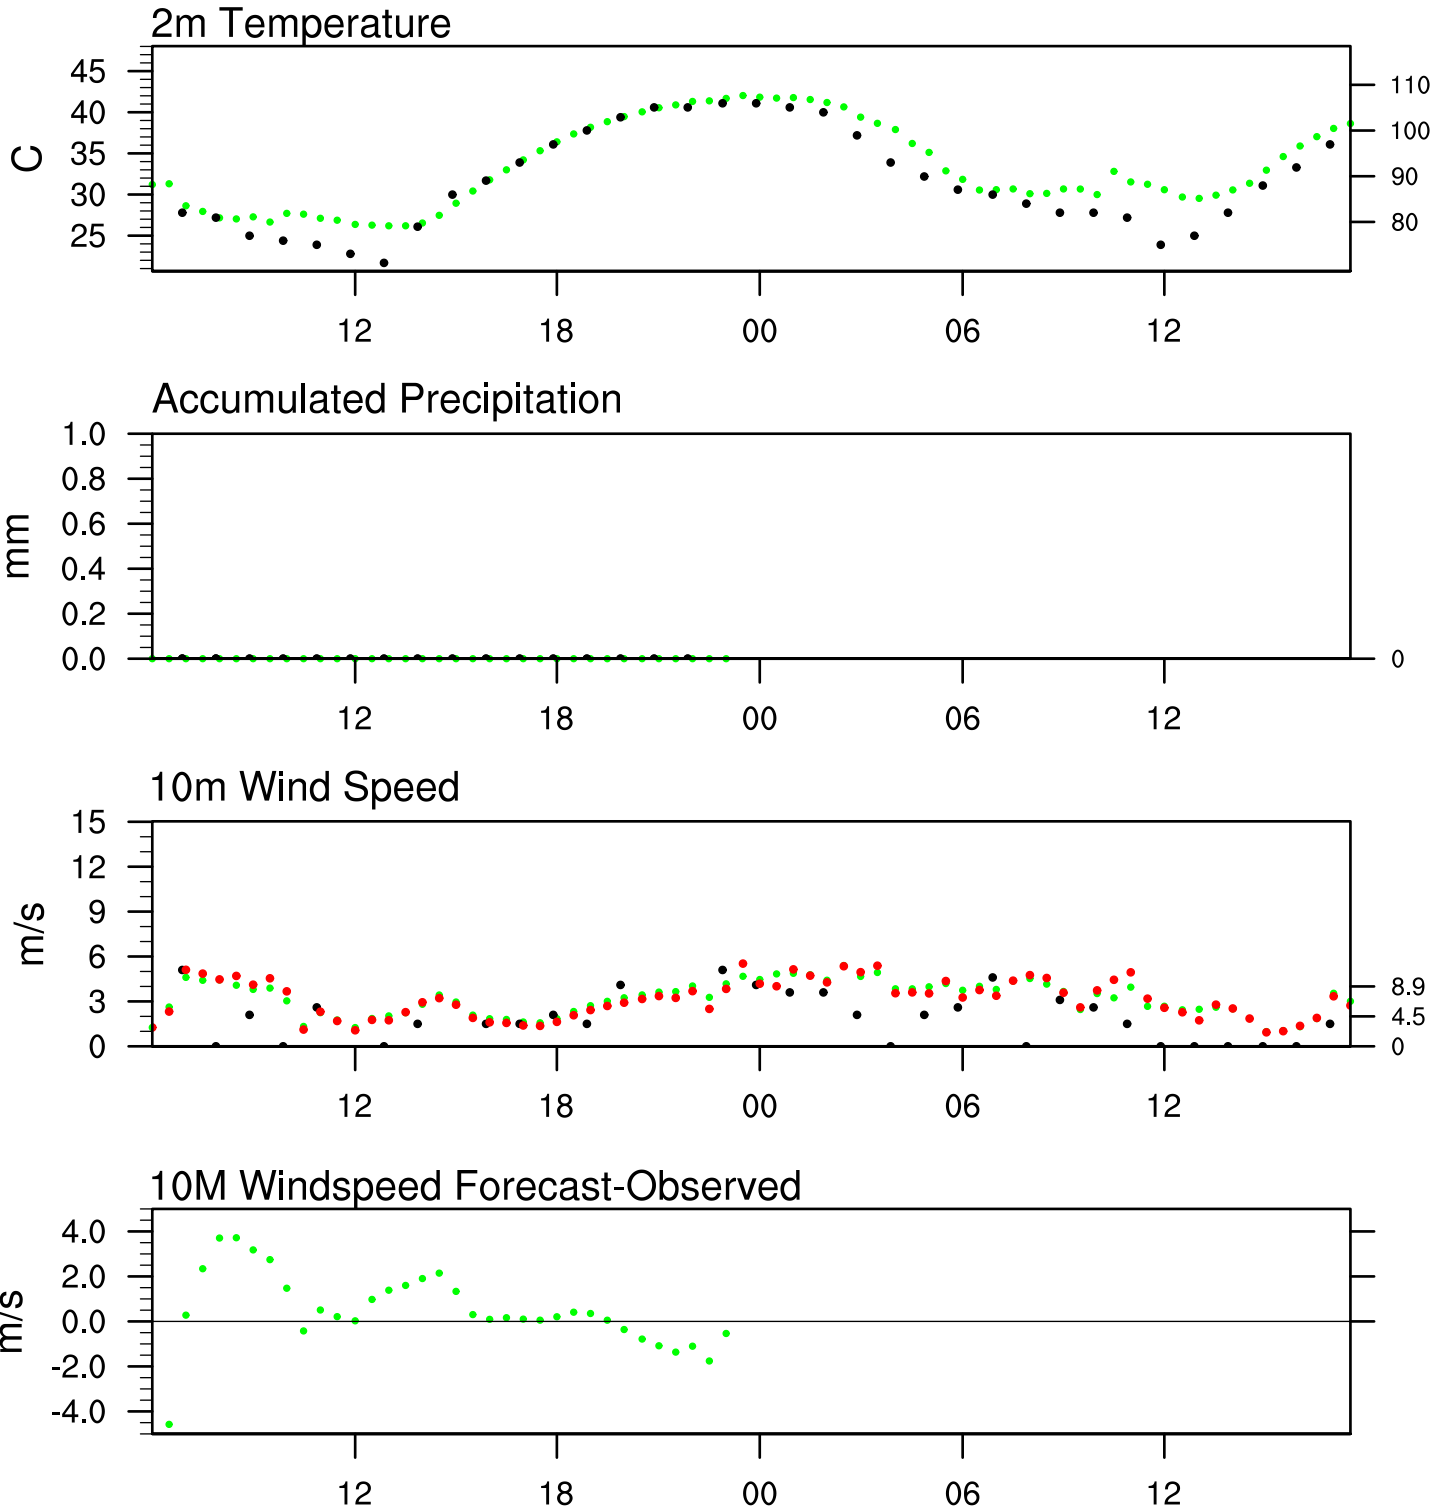 2m Temperature
45
40
35
30
25
C
110
100
90
80
12 18 00 06 12
Accumulated Precipitation
1.0
0.8
0.6
0.4
0.2
0.0
mm
0
12 18 00 06 12
10m Wind Speed
15
12
9
6
3
0
m/s
8.9
4.5
0
12 18 00 06 12
10M Windspeed Forecast-Observed
4.0
2.0
0.0
-2.0
-4.0
m/s
12 18 00 06 12